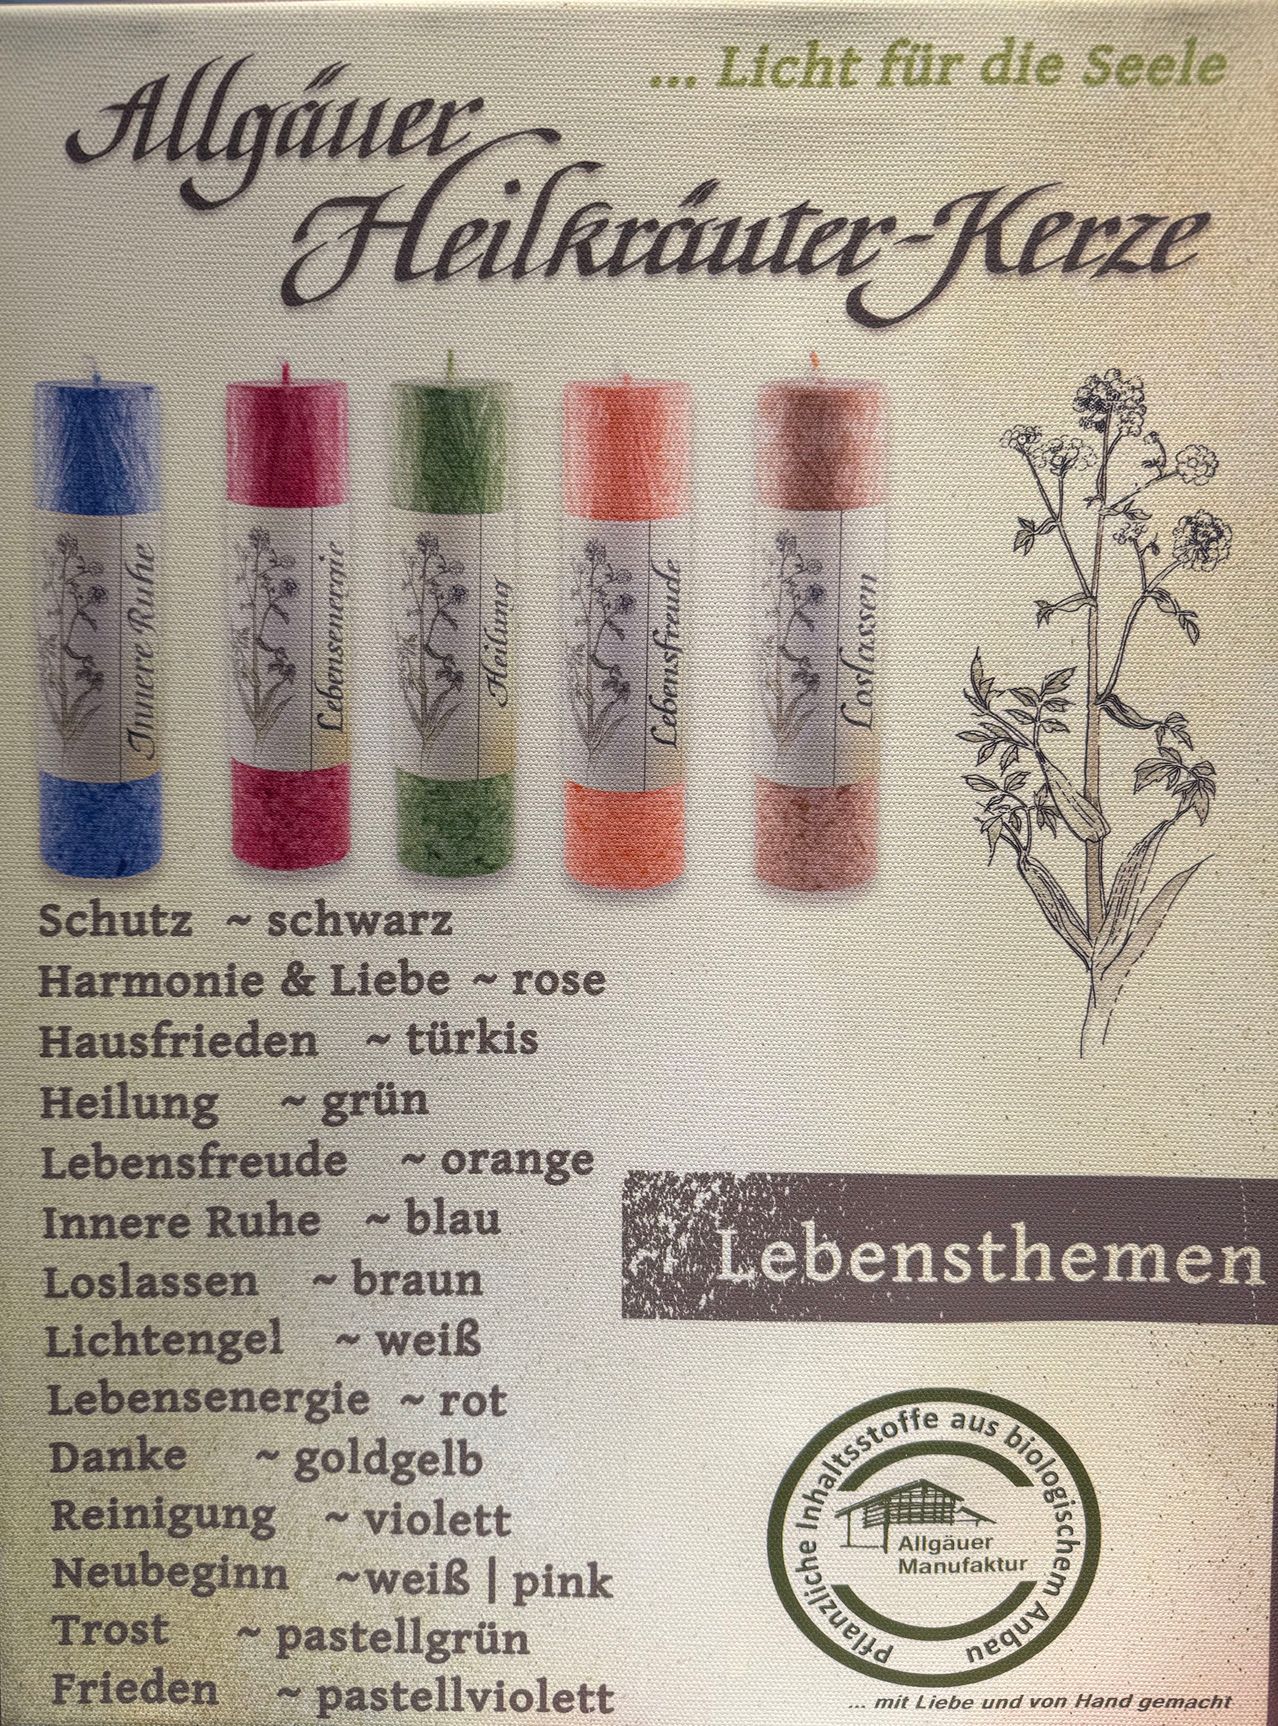 ... Licht für die Seele
Allgäuer
Heilkräuter-Kerze
Innere Ruhe
Lebensenergie
Heilung
Lebensfreude
Loslassen
Schutz ~ schwarz
Harmonie & Liebe ~ rose
Hausfrieden ~ türkis
Heilung ~ grün
Lebensfreude ~ orange
Innere Ruhe ~ blau
Loslassen ~ braun
Lichtengel ~ weiß
Lebensenergie ~ rot
Danke ~ goldgelb
Reinigung ~ violett
Neubeginn ~weiß | pink
Trost ~ pastellgrün
Frieden ~ pastellviolett
~ Lebensthemen
Pflanzliche Inhaltsstoffe aus biologischem Anbau
Allgäuer
Manufaktur
... mit Liebe und von Hand gemacht